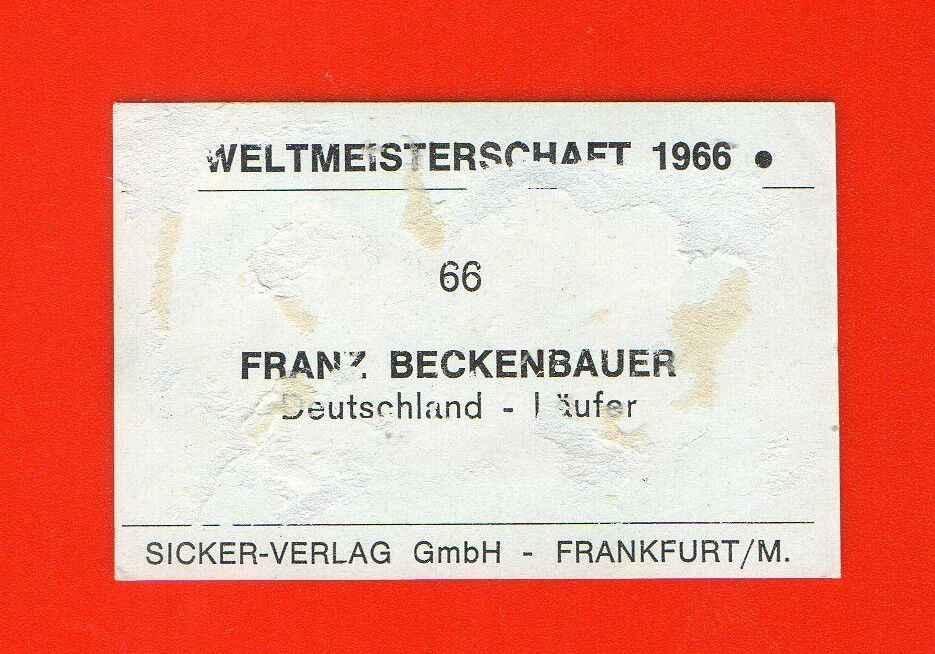 WELTMEISTERSCHAFT 1966 ●
66
FRANZ BECKENBAUER
Deutschland - Läufer
SICKER-VERLAG GmbH - FRANKFURT/M.